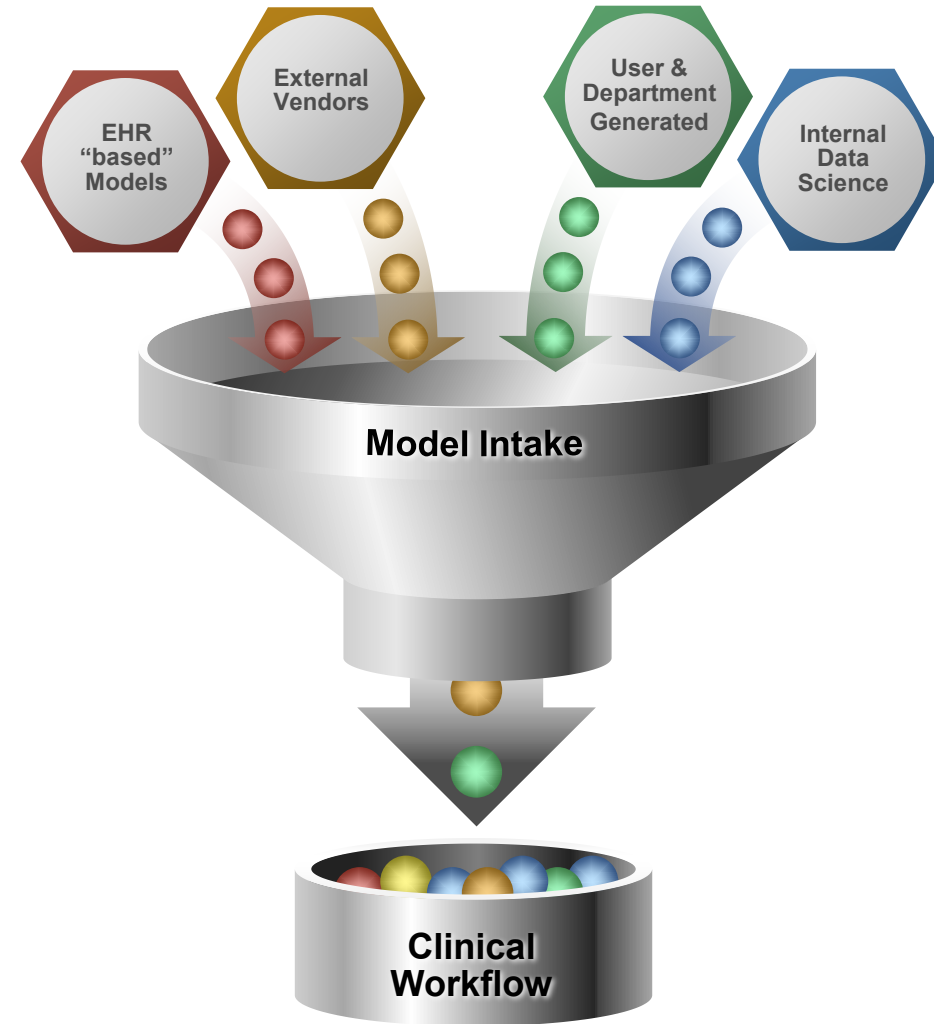 EHR
“based”
Models
External
Vendors
User &
Department
Generated
Internal
Data
Science
Model Intake
Clinical
Workflow